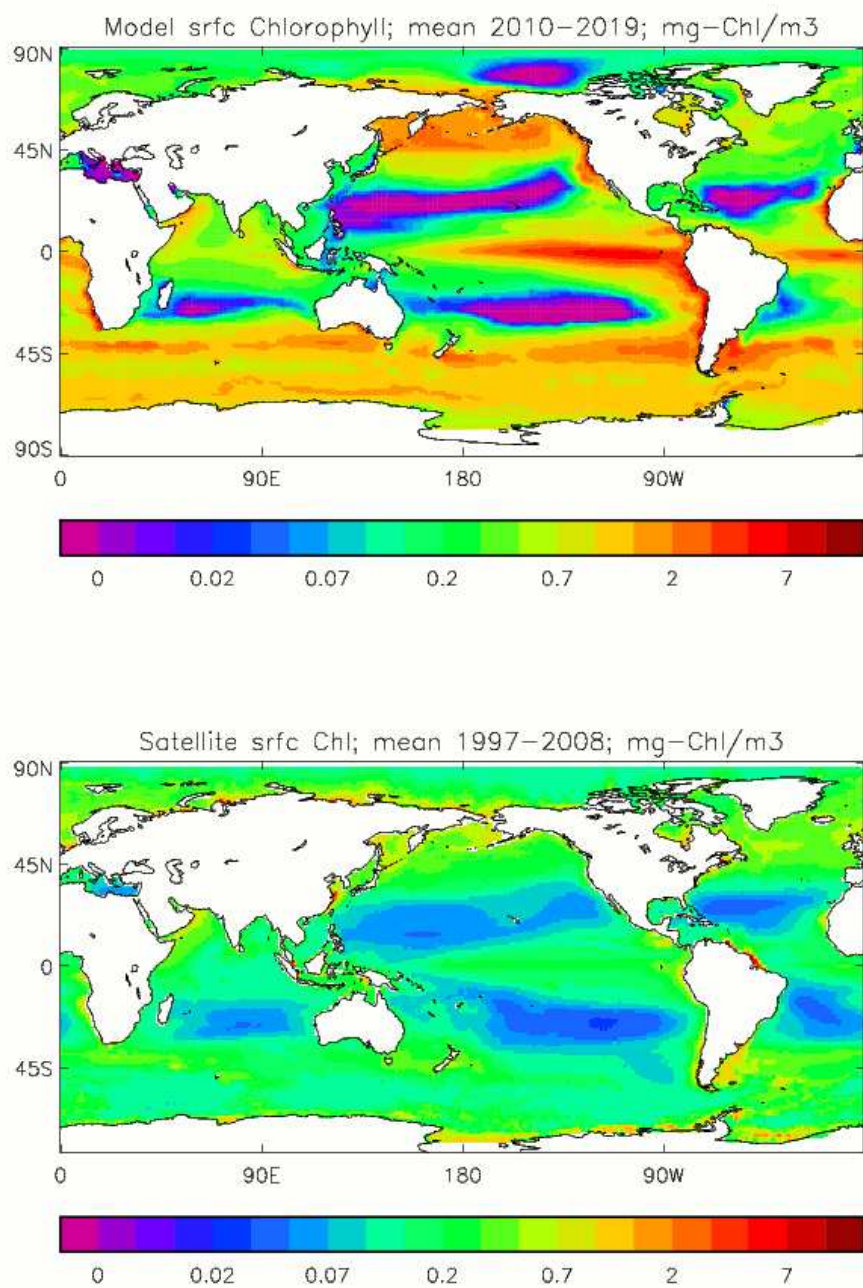 Model srfc Chlorophyll; mean 2010-2019; mg-Chl/m3
90N
45N
0
45S
90S
0 90E 180 90W
0 0.02 0.07 0.2 0.7 2 7
Satellite srfc Chl; mean 1997-2008; mg-Chl/m3
90N
45N
0
45S
0 90E 180 90W
0 0.02 0.07 0.2 0.7 2 7